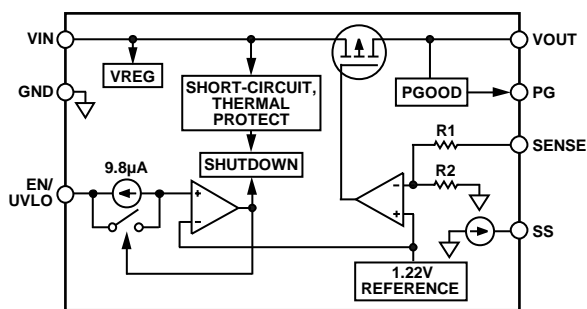 VIN
VOUT
VREG
GND
SHORT-CIRCUIT,
THERMAL
PROTECT
PGOOD
PG
R1
SENSE
9.8µA
SHUTDOWN
R2
EN/
UVLO
+
–
–
+
SS
1.22V
REFERENCE